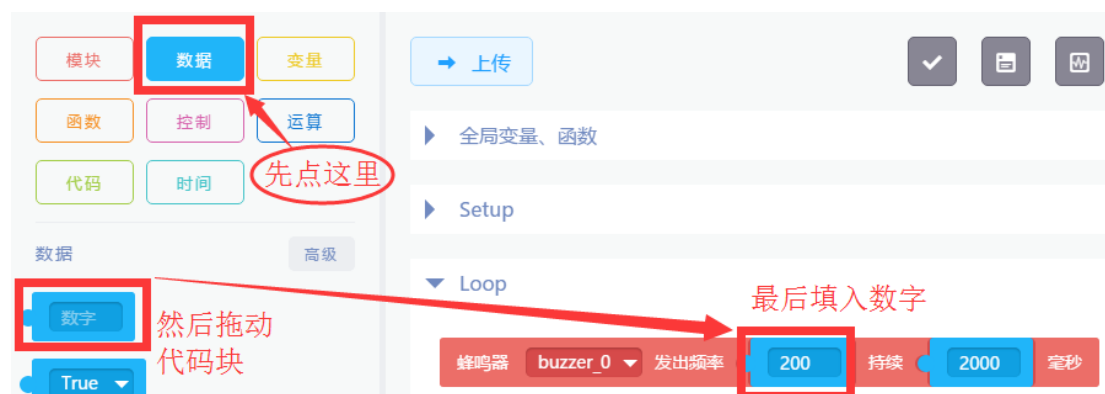 模块 数据 变量
上传
函数 控制 运算
全局变量、函数
代码 时间
先点这里
Setup
数据 高级
Loop
最后填入数字
数字
然后拖动
代码块
蜂鸣器 buzzer_0 发出频率 200 持续 2000 毫秒
True